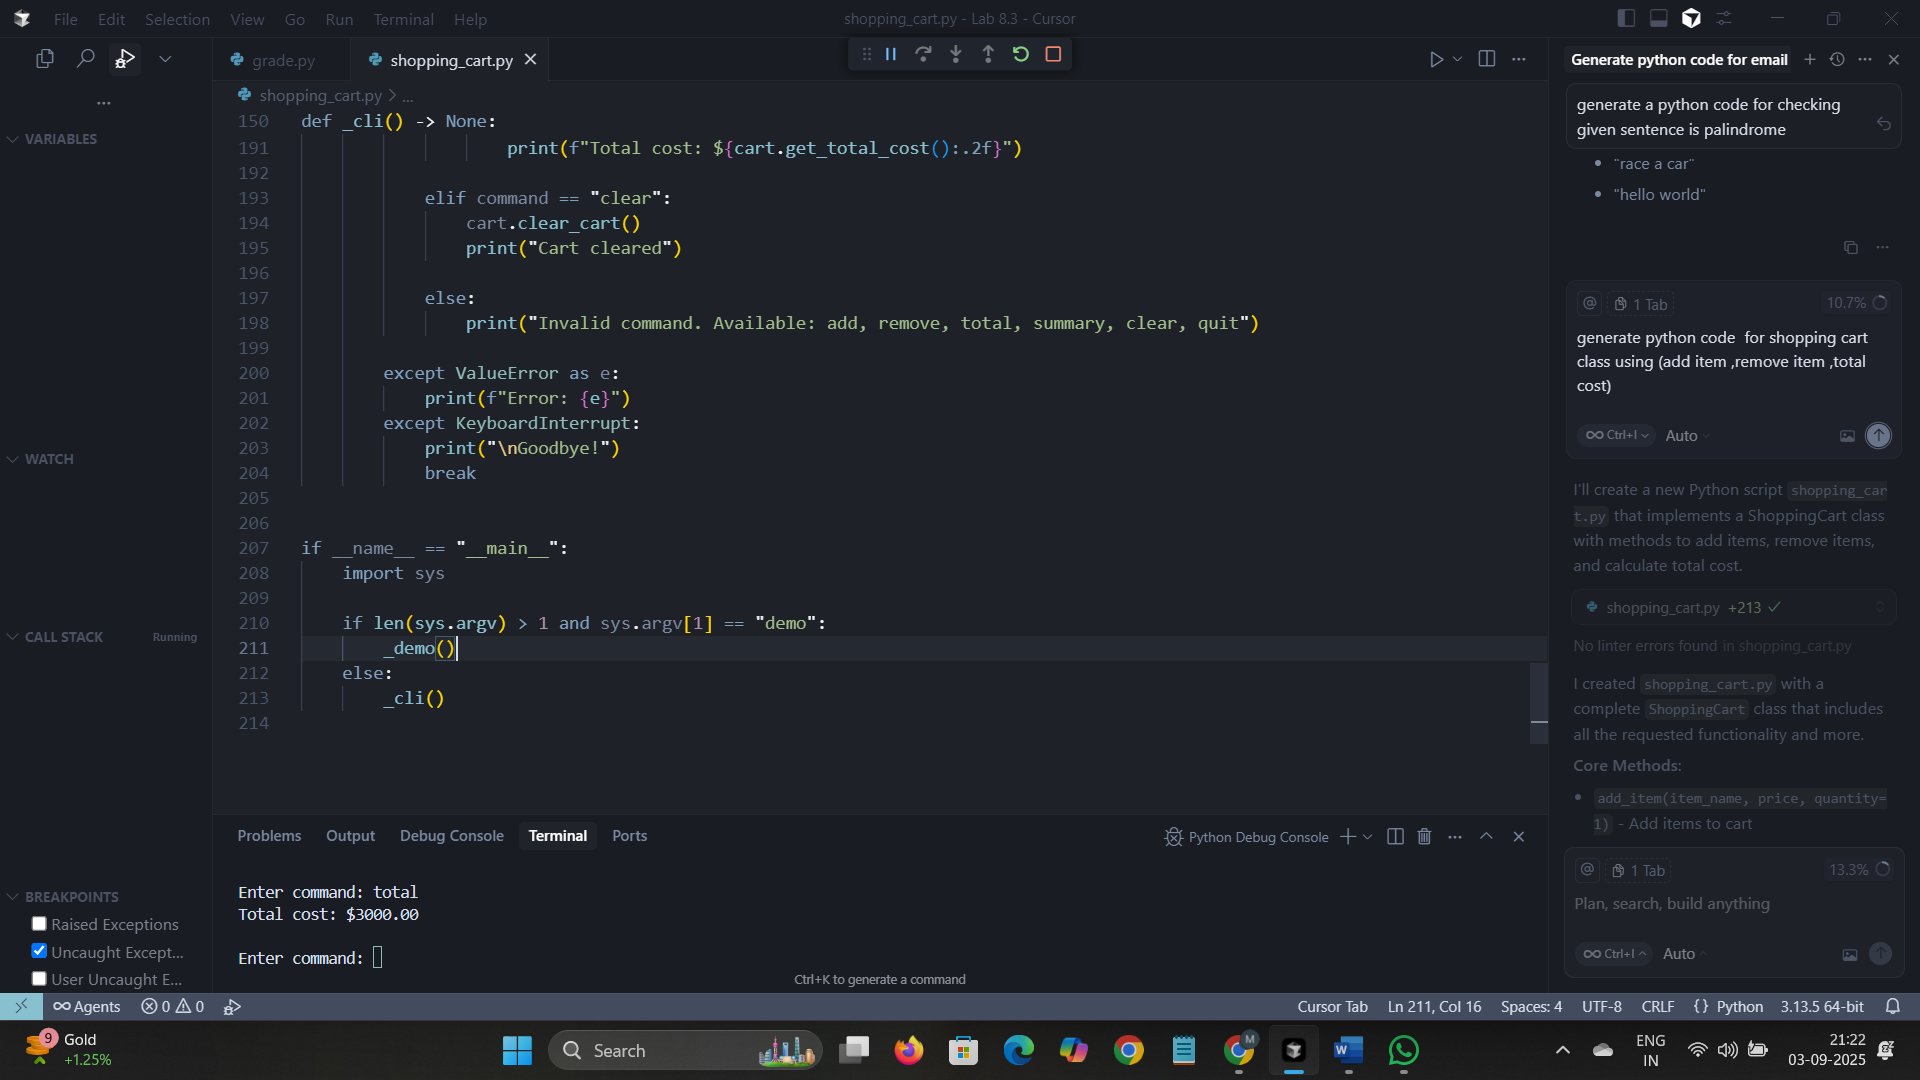 File Edit Selection View Go Run Terminal Help
shopping_cart.py - Lab 8.3 - Cursor
grade.py
shopping_cart.py
shopping_cart.py > ...
VARIABLES
WATCH
CALL STACK Running
BREAKPOINTS
Raised Exceptions
Uncaught Except...
User Uncaught E...
150 def _cli() -> None:
191 print(f"Total cost: ${cart.get_total_cost():.2f}")
192
193 elif command == "clear":
194 cart.clear_cart()
195 print("Cart cleared")
196
197 else:
198 print("Invalid command. Available: add, remove, total, summary, clear, quit")
199
200 except ValueError as e:
201 print(f"Error: {e}")
202 except KeyboardInterrupt:
203 print("\nGoodbye!")
204 break
205
206
207 if __name__ == "__main__":
208 import sys
209
210 if len(sys.argv) > 1 and sys.argv[1] == "demo":
211 _demo()
212 else:
213 _cli()
214
Problems Output Debug Console Terminal Ports
Python Debug Console
Enter command: total
Total cost: $3000.00
Enter command:
Ctrl+K to generate a command
Generate python code for email
generate a python code for checking
given sentence is palindrome
• "race a car"
• "hello world"
@ 1 Tab 10.7%
generate python code for shopping cart
class using (add item ,remove item ,total
cost)
∞ Ctrl+I Auto
I'll create a new Python script shopping_car
t.py that implements a ShoppingCart class
with methods to add items, remove items,
and calculate total cost.
shopping_cart.py +213 ✓
No linter errors found in shopping_cart.py
I created shopping_cart.py with a
complete ShoppingCart class that includes
all the requested functionality and more.
Core Methods:
• add_item(item_name, price, quantity=
1) - Add items to cart
@ 1 Tab 13.3%
Plan, search, build anything
∞ Ctrl+I Auto
∞ Agents 0 0
Cursor Tab Ln 211, Col 16 Spaces: 4 UTF-8 CRLF {} Python 3.13.5 64-bit
9
Gold
+1.25%
Search
M
W
ENG
IN
21:22
03-09-2025